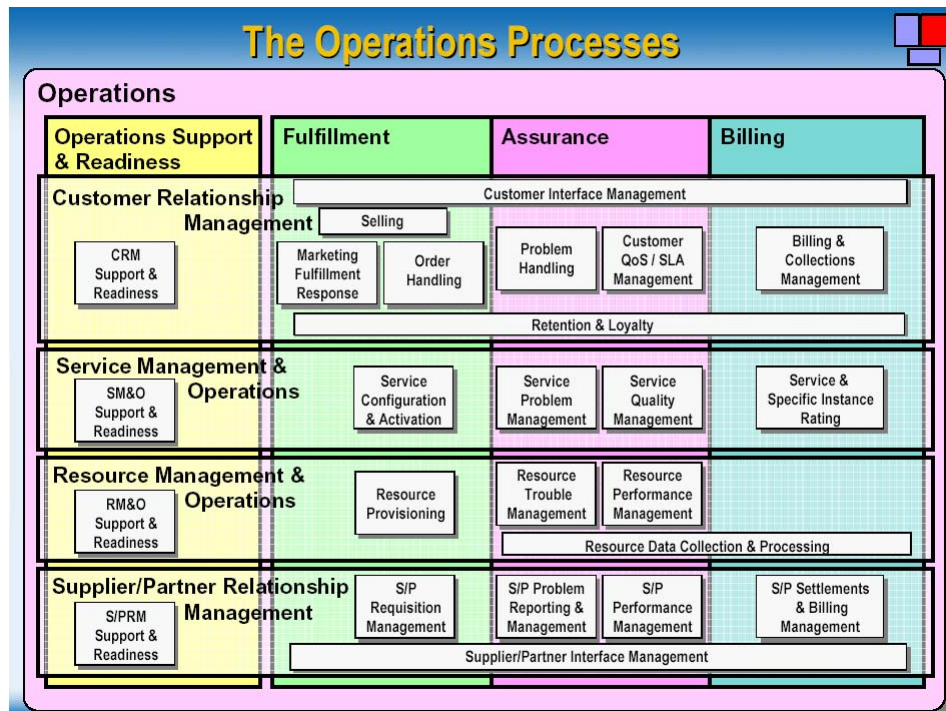 The Operations Processes
Operations
Operations Support
& Readiness
Fulfillment
Assurance
Billing
Customer Relationship
Management
Customer Interface Management
Selling
CRM
Support &
Readiness
Marketing
Fulfillment
Response
Order
Handling
Problem
Handling
Customer
QoS / SLA
Management
Billing &
Collections
Management
Retention & Loyalty
Service Management &
Operations
SM&O
Support &
Readiness
Service
Configuration
& Activation
Service
Problem
Management
Service
Quality
Management
Service &
Specific Instance
Rating
Resource Management &
Operations
RM&O
Support &
Readiness
Resource
Provisioning
Resource
Trouble
Management
Resource
Performance
Management
Resource Data Collection & Processing
Supplier/Partner Relationship
Management
S/PRM
Support &
Readiness
S/P
Requisition
Management
S/P Problem
Reporting &
Management
S/P
Performance
Management
S/P Settlements
& Billing
Management
Supplier/Partner Interface Management